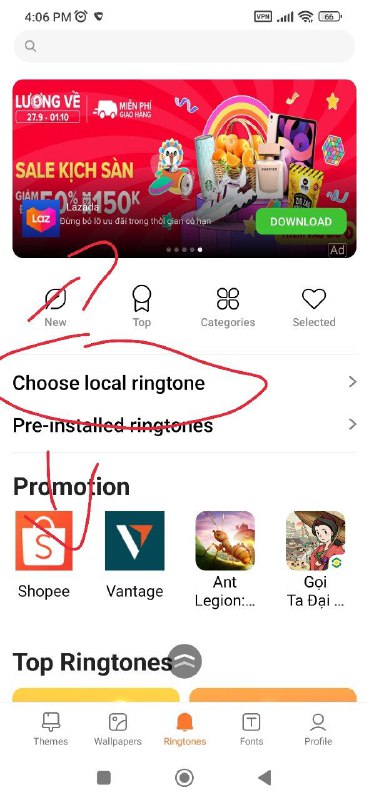 4:06 PM
VPN
66
LƯƠNG VỀ
27.9 - 01.10
MIỄN PHÍ
GIAO HÀNG
SALE KỊCH SÀN
GIẢM 50% 150K
Lazada
Laz
Đừng bỏ lỡ ưu đãi trong thời gian có hạn
DOWNLOAD
Ad
?
New
Top
Categories
Selected
Choose local ringtone
Pre-installed ringtones
Promotion
Shopee
Vantage
Ant
Legion:...
Gọi
Ta Đại ...
Top Ringtones
Themes
Wallpapers
Ringtones
Fonts
Profile